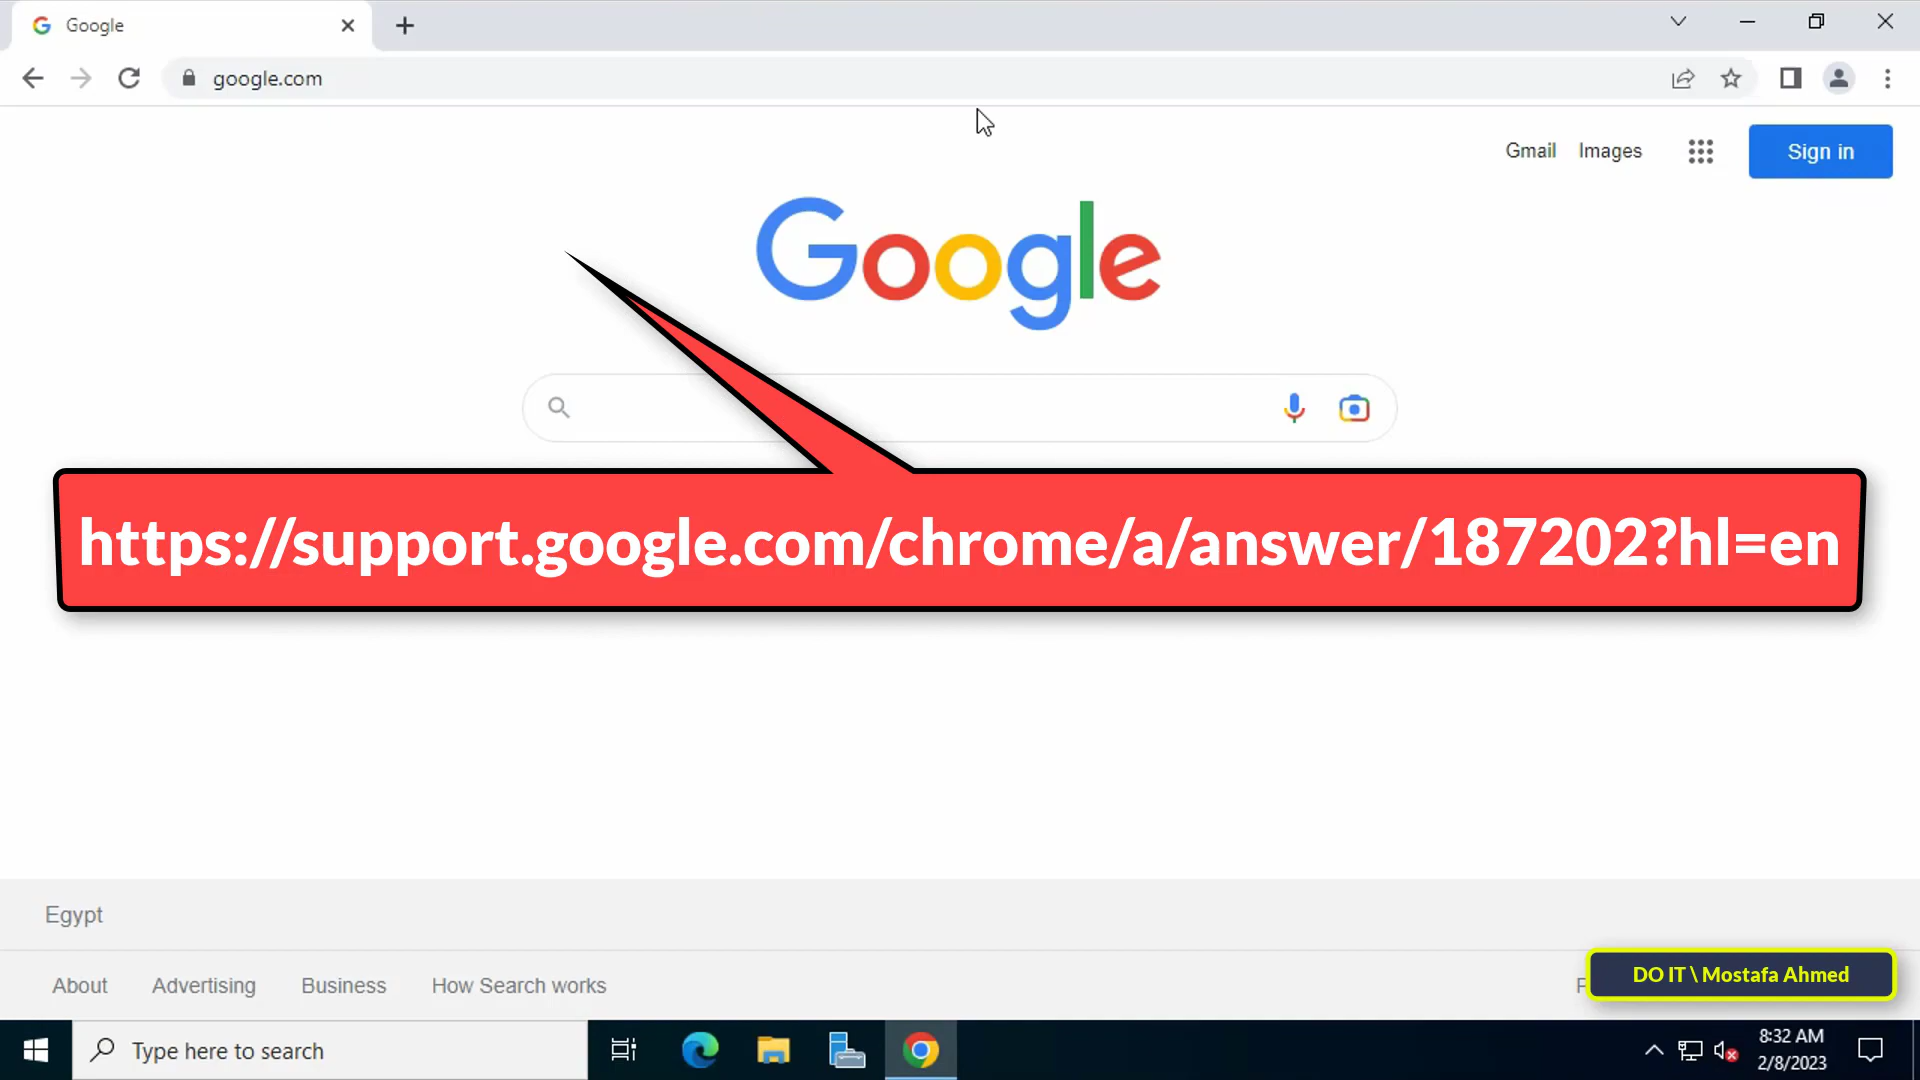 Google
google.com
Gmail Images Sign in
Google
https://support.google.com/chrome/a/answer/187202?hl=en
Egypt
About Advertising Business How Search works
DO IT \ Mostafa Ahmed
Type here to search
8:32 AM
2/8/2023